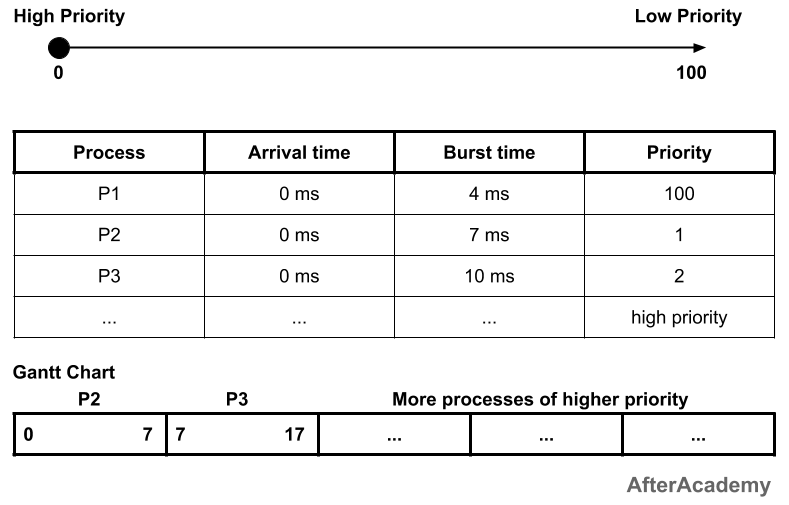 High Priority Low Priority
0 100
Process Arrival time Burst time Priority
P1 0 ms 4 ms 100
P2 0 ms 7 ms 1
P3 0 ms 10 ms 2
... ... ... high priority
Gantt Chart
P2 P3 More processes of higher priority
0 7 7 17 ... ... ...
AfterAcademy